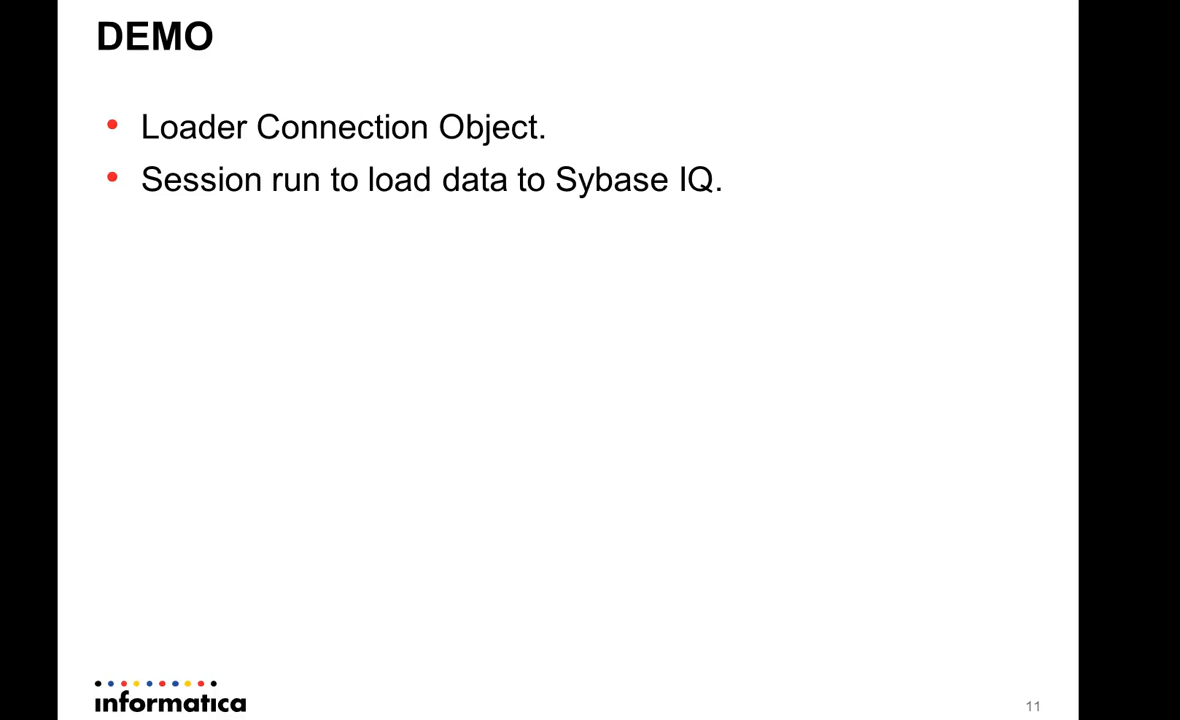 DEMO
• Loader Connection Object.
• Session run to load data to Sybase IQ.
informatica
11